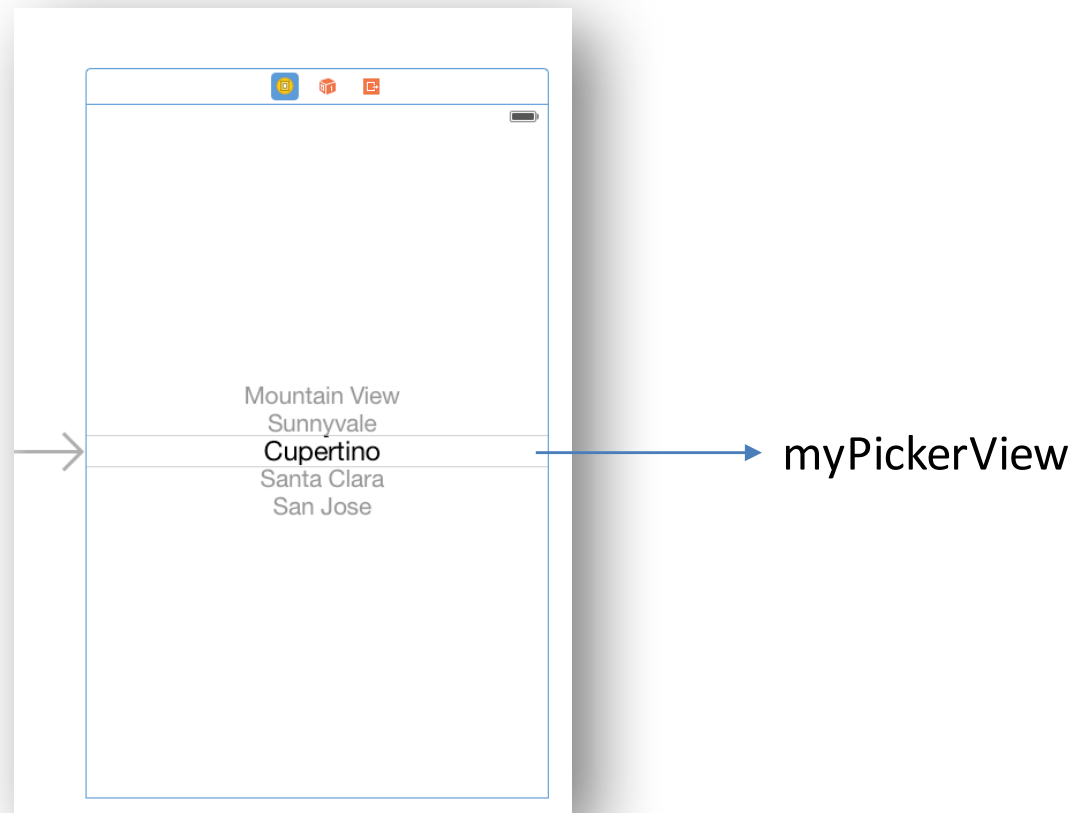 Mountain View
Sunnyvale
Cupertino
Santa Clara
San Jose
myPickerView